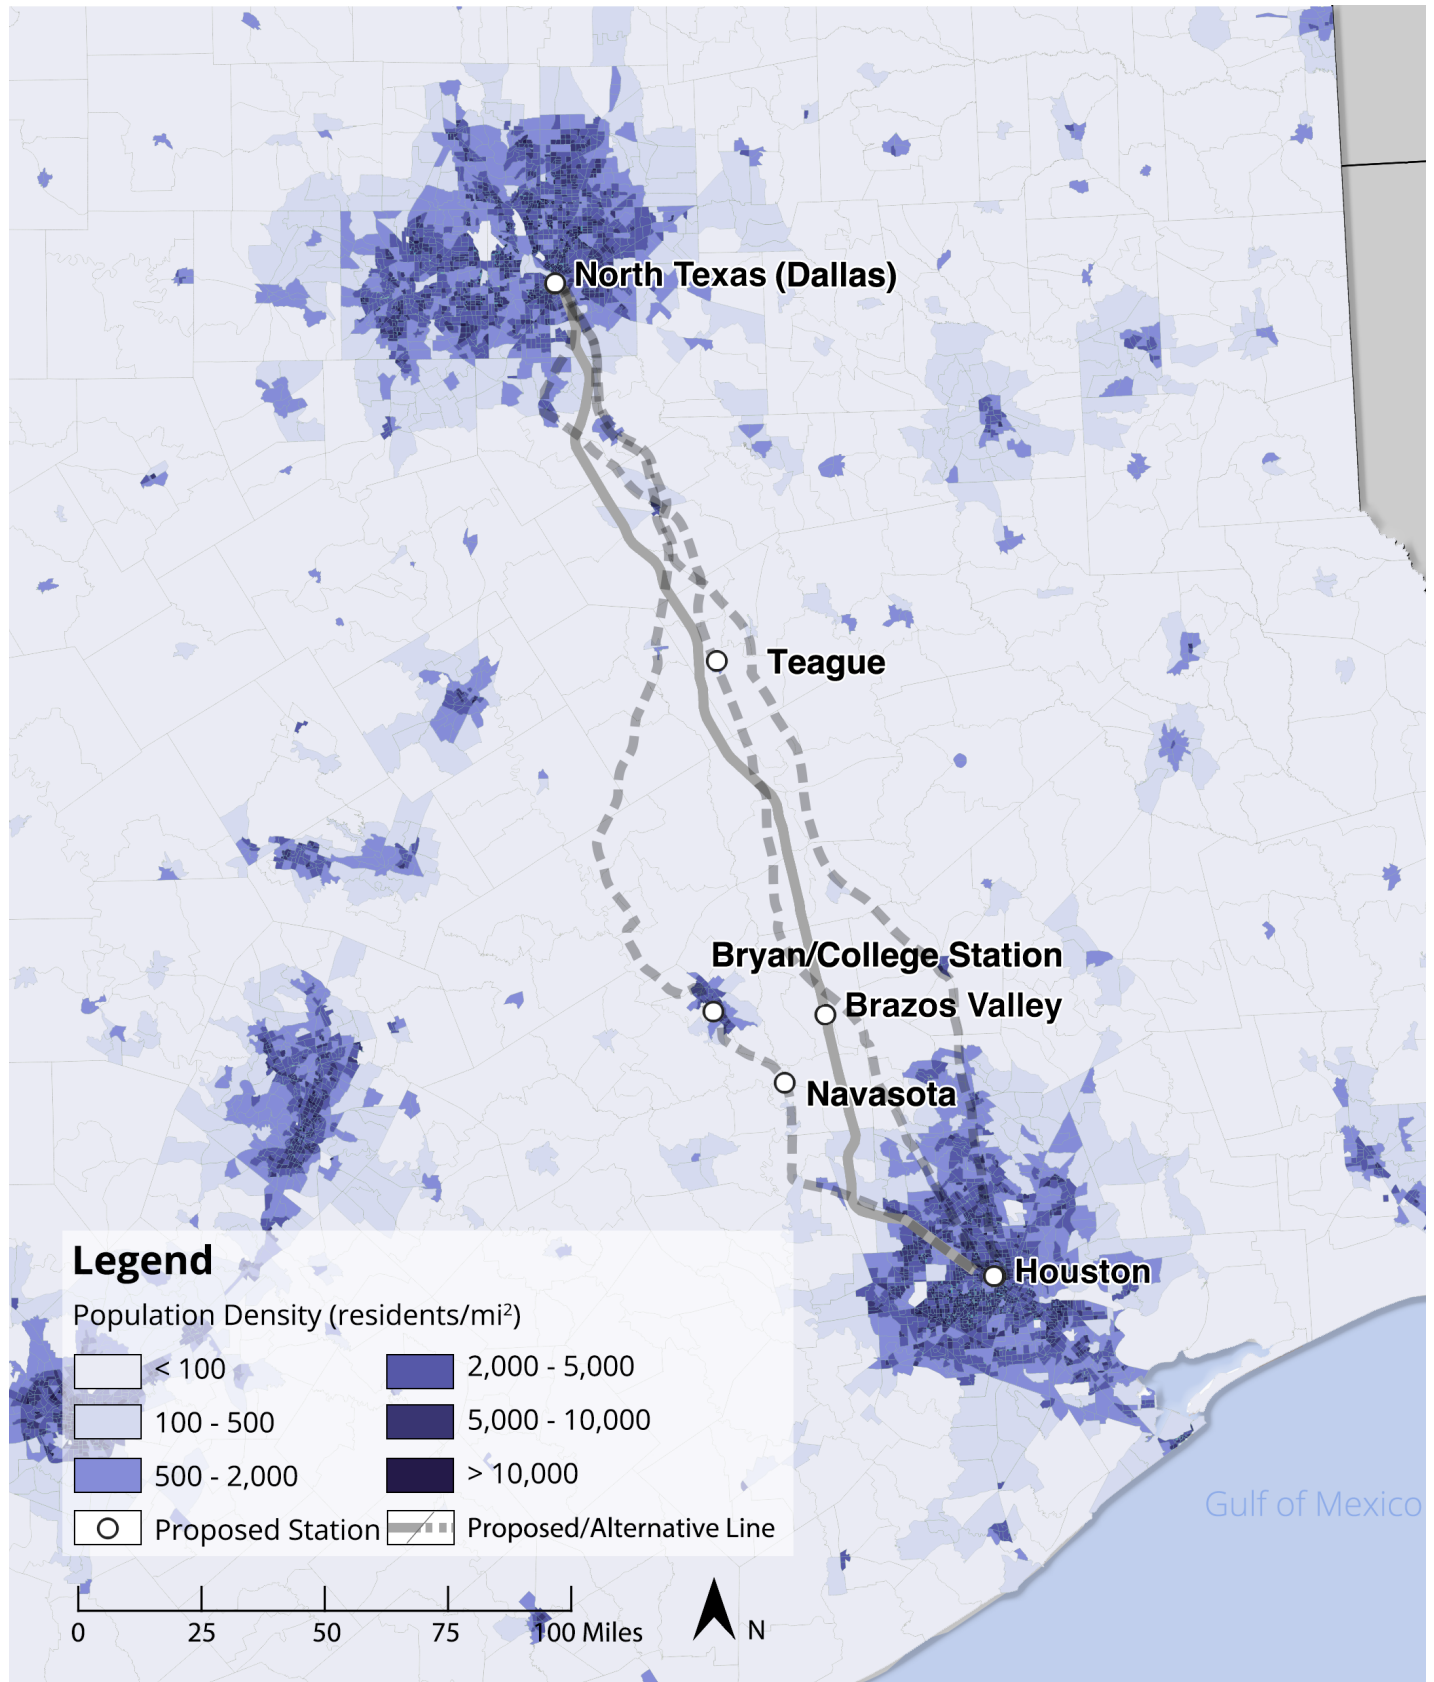 North Texas (Dallas)
Teague
Bryan/College Station
Brazos Valley
Navasota
Houston
Gulf of Mexico
Legend
Population Density (residents/mi²)
< 100
2,000 - 5,000
100 - 500
5,000 - 10,000
500 - 2,000
> 10,000
Proposed Station
Proposed/Alternative Line
0 25 50 75 100 Miles
N